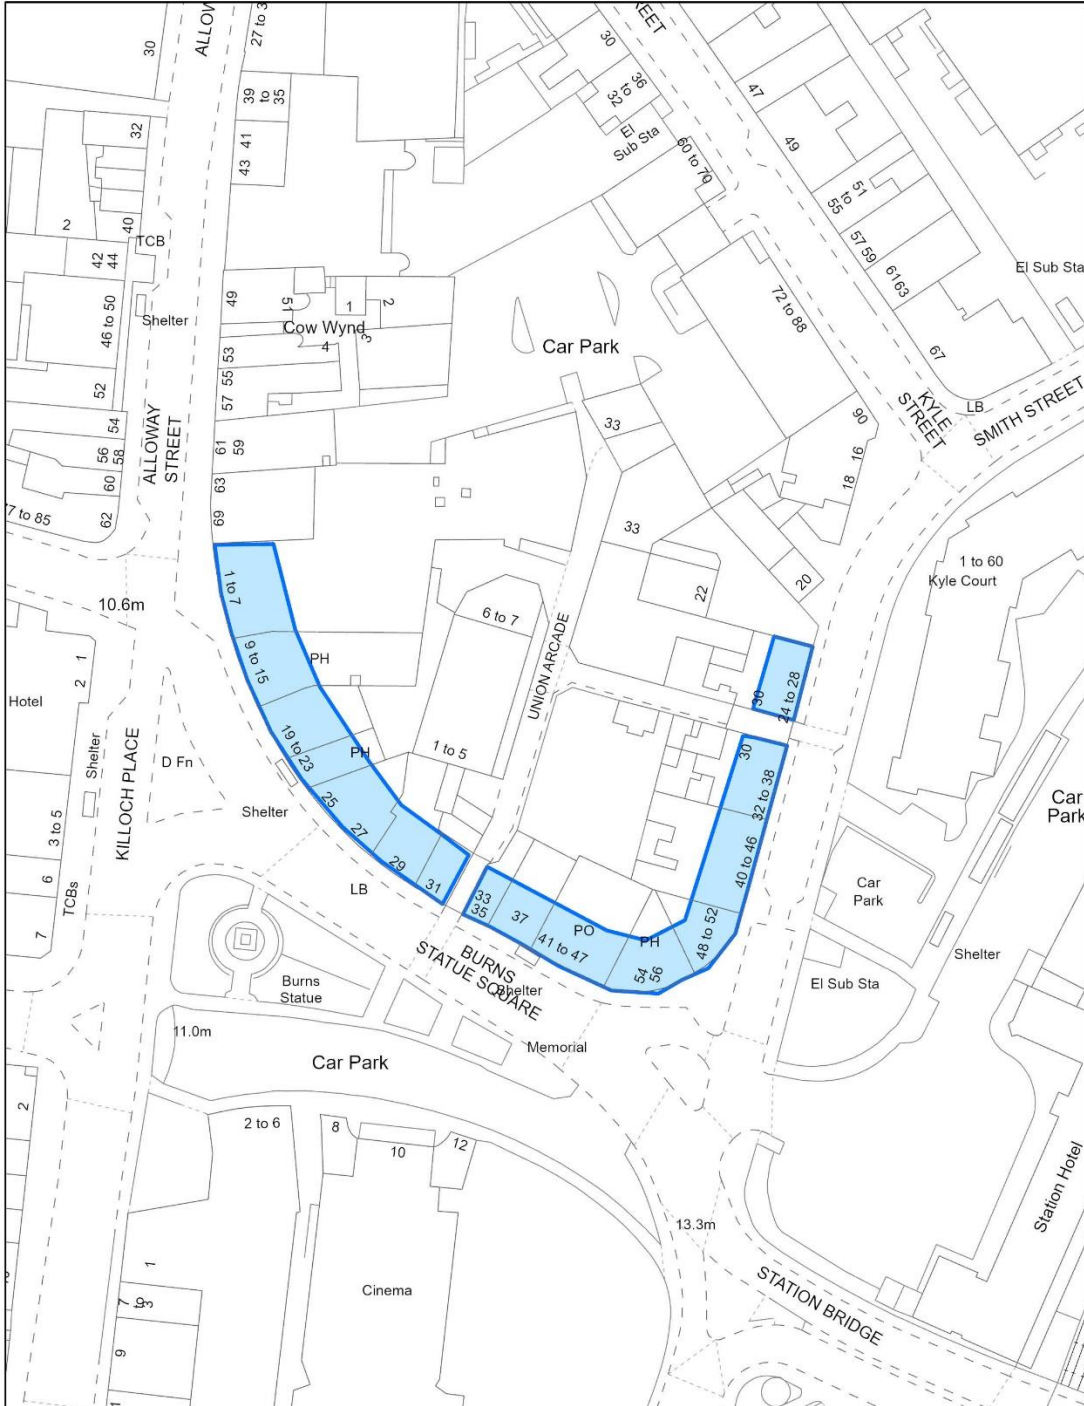 ALLOW
27 to 3
30
39
to
35
32
41
43
2
40
TCB
42
44
46 to 50
Shelter
52
54
56
58
60
62
7 to 85
ALLOWAY
STREET
49
51
1
2
3
Cow Wynd
4
53
55
57
61
59
63
69
REET
30
36
to
32
El
Sub Sta
60 to 70
47
49
51
to
55
57 59
61 63
67
El Sub Sta
72 to 88
Car Park
KYLE
STREET
LB
SMITH STREET
90
16
18
20
33
33
22
1 to 60
Kyle Court
10.6m
1 to 7
9 to 15
PH
6 to 7
UNION ARCADE
30
24 to 28
1
2
Hotel
Shelter
3 to 5
6
7
TCBs
KILLOCH PLACE
D Fn
19 to 23
PH
1 to 5
25
27
29
31
Shelter
LB
30
32 to 38
40 to 46
48 to 52
33
35
37
PO
41 to 47
PH
54
56
BURNS
STATUE SQUARE
Shelter
Burns
Statue
Memorial
Car
Park
Car
Park
Shelter
El Sub Sta
11.0m
Car Park
2
2 to 6
8
10
12
Station Hotel
13.3m
STATION BRIDGE
Cinema
1
7
to
3
9